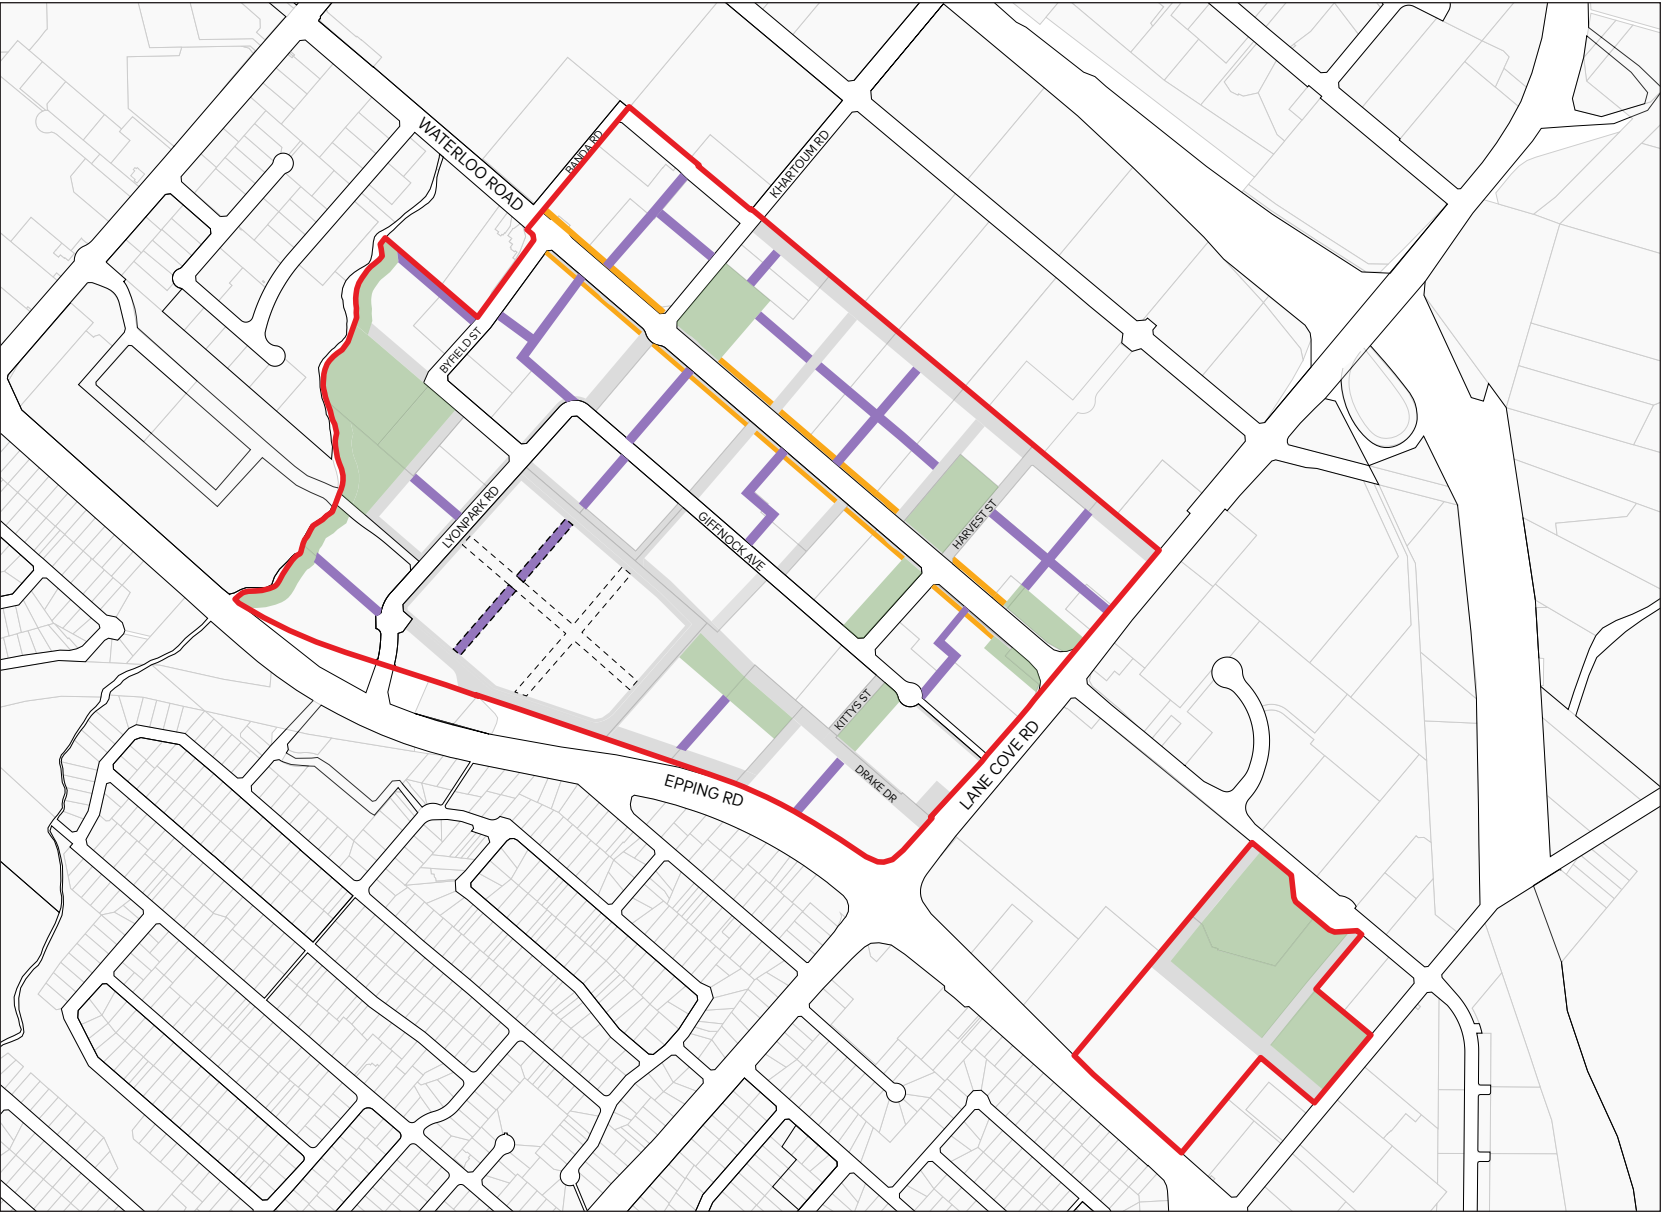 WATERLOO ROAD
BANDA RD
KHARTOUM RD
BYFIELD ST
LYONPARK RD
GIFFNOCK AVE
HARVEST ST
KITTYS ST
DRAKE DR
LANE COVE RD
EPPING RD